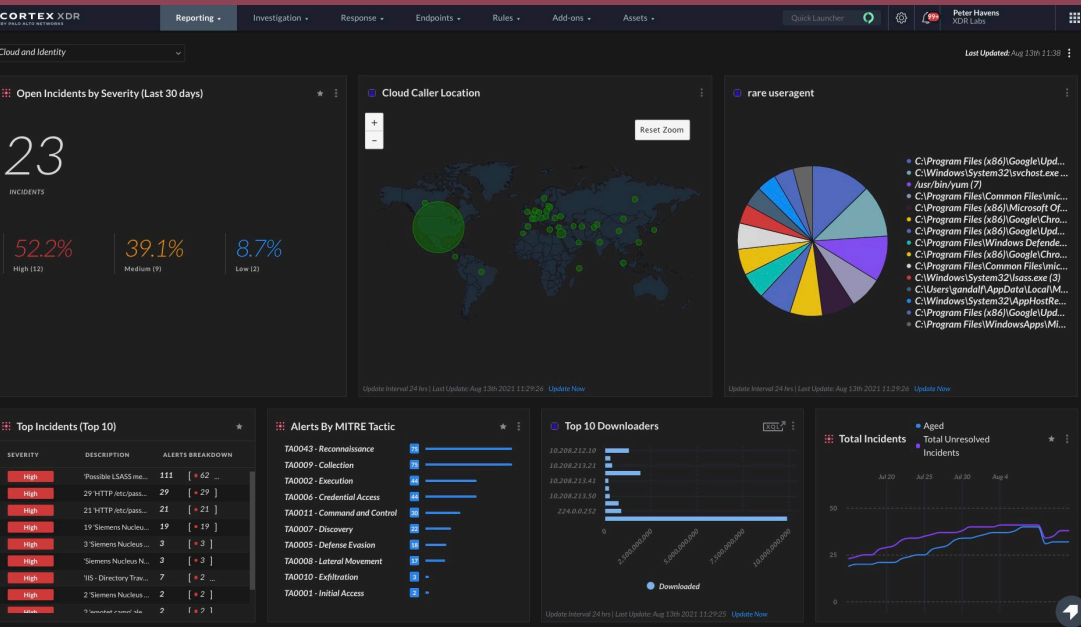 CORTEX XDR
BY PALO ALTO NETWORKS
Reporting
Investigation
Response
Endpoints
Rules
Add-ons
Assets
Quick Launcher
99+
Peter Havens
XDR Labs
Cloud and Identity
Last Updated: Aug 13th 11:38
Open Incidents by Severity (Last 30 days)
23
INCIDENTS
52.2%
High (12)
39.1%
Medium (9)
8.7%
Low (2)
Cloud Caller Location
+
−
Reset Zoom
Update Interval 24 hrs | Last Update: Aug 13th 2021 11:29:26 Update Now
rare useragent
C:\Program Files (x86)\Google\Upd...
C:\Windows\System32\svchost.exe ...
/usr/bin/yum (7)
C:\Program Files\Common Files\mic...
C:\Program Files (x86)\Microsoft Of...
C:\Program Files (x86)\Google\Chro...
C:\Program Files (x86)\Google\Upd...
C:\Program Files\Windows Defende...
C:\Program Files (x86)\Google\Chro...
C:\Program Files\Common Files\mic...
C:\Windows\System32\lsass.exe (3)
C:\Users\gandalf\AppData\Local\M...
C:\Windows\System32\AppHostRe...
C:\Program Files (x86)\Google\Upd...
C:\Program Files\WindowsApps\Mi...
Update Interval 24 hrs | Last Update: Aug 13th 2021 11:29:26 Update Now
Top Incidents (Top 10)
SEVERITY DESCRIPTION ALERTS BREAKDOWN
High 'Possible LSASS me... 111 [ 62 ...
High 29 'HTTP /etc/pass... 29 [ 29 ]
High 21 'HTTP /etc/pass... 21 [ 21 ]
High 19 'Siemens Nucleu... 19 [ 19 ]
High 3 'Siemens Nucleus ... 3 [ 3 ]
High 'Siemens Nucleus N... 3 [ 3 ]
High 'IIS - Directory Trav... 7 [ 2 ...
High 2 'Siemens Nucleus ... 2 [ 2 ]
High 2 [ 2 ]
Alerts By MITRE Tactic
TA0043 - Reconnaissance 75
TA0009 - Collection 75
TA0002 - Execution 44
TA0006 - Credential Access 44
TA0011 - Command and Control 30
TA0007 - Discovery 22
TA0005 - Defense Evasion 18
TA0008 - Lateral Movement 17
TA0010 - Exfiltration 3
TA0001 - Initial Access 2
Top 10 Downloaders
XQL
10.208.212.10
10.208.213.21
10.208.213.41
10.208.213.50
224.0.0.252
0
2,500,000,000
5,000,000,000
7,500,000,000
10,000,000,000
Downloaded
Update Interval 24 hrs | Last Update: Aug 13th 2021 11:29:25 Update Now
Total Incidents
Aged
Total Unresolved
Incidents
Jul 20 Jul 25 Jul 30 Aug 4
50
25
0